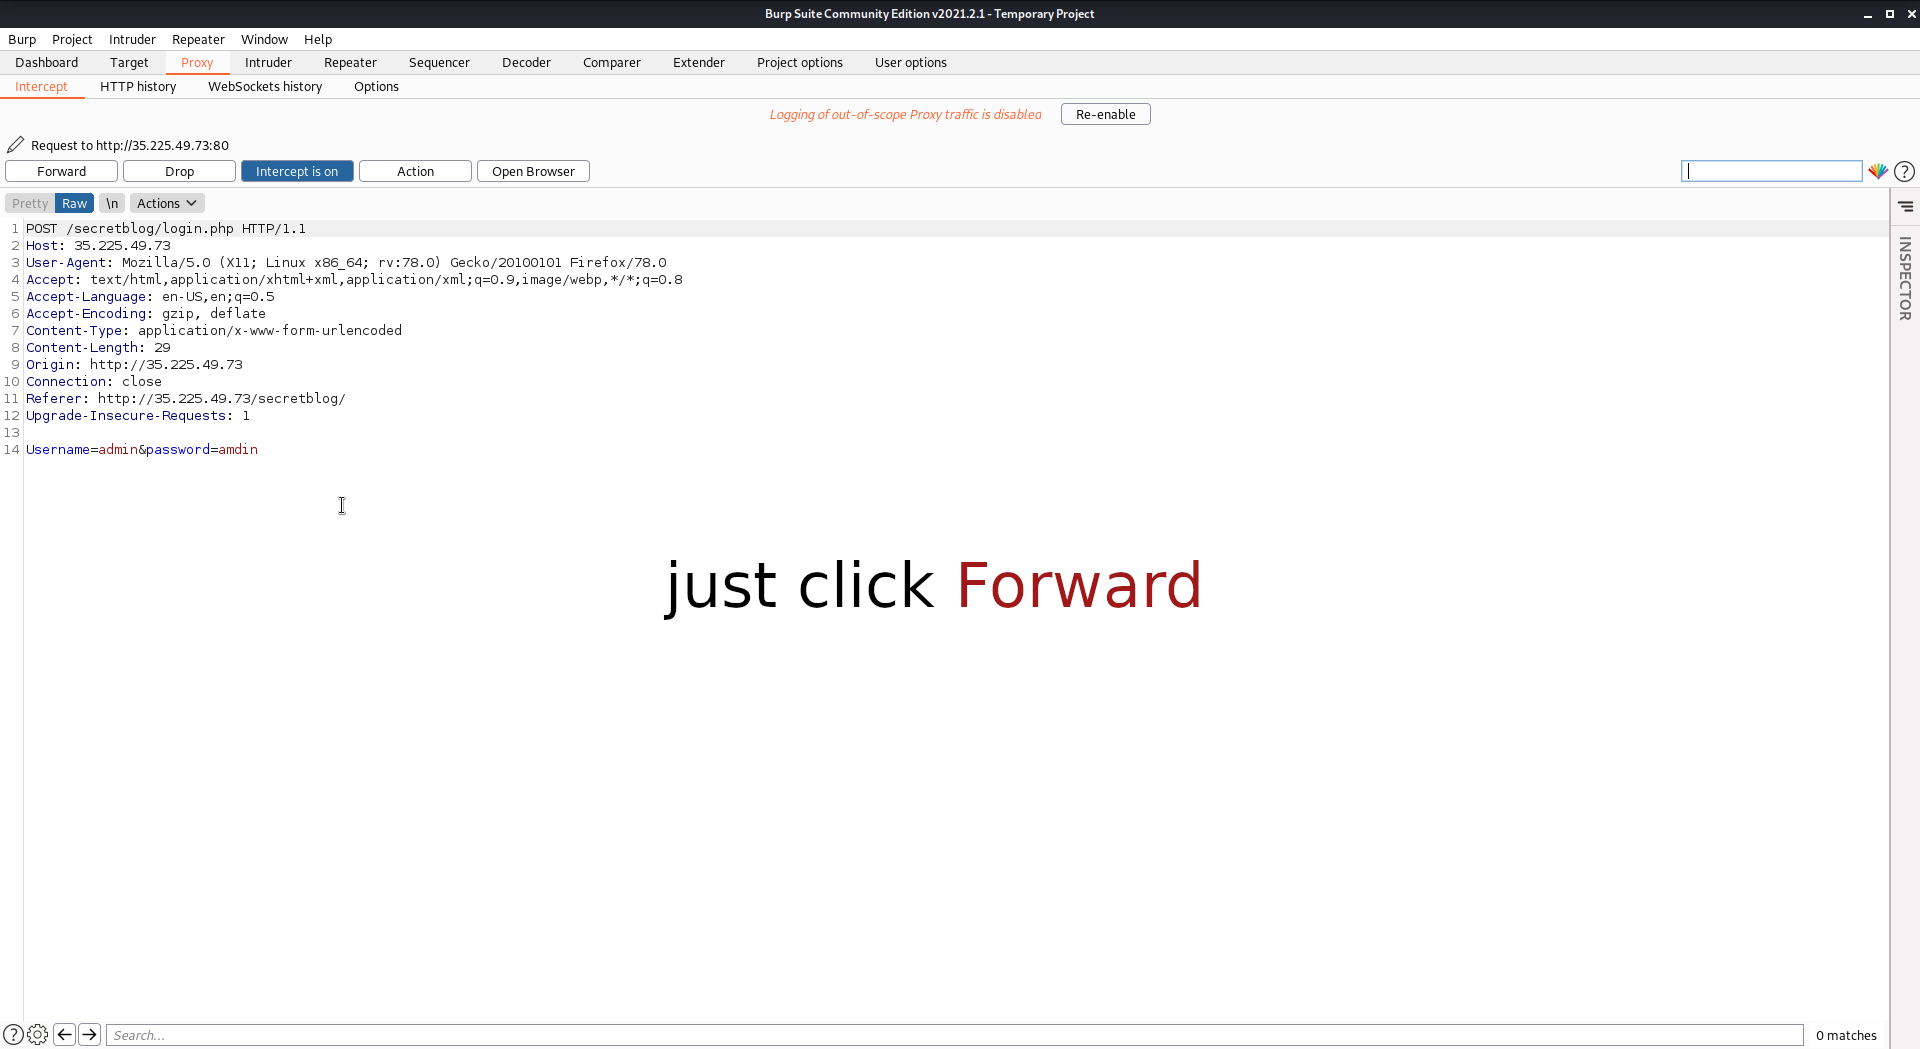 Burp Suite Community Edition v2021.2.1 - Temporary Project
Burp Project Intruder Repeater Window Help
Dashboard Target Proxy Intruder Repeater Sequencer Decoder Comparer Extender Project options User options
Intercept HTTP history WebSockets history Options
Logging of out-of-scope Proxy traffic is disabled Re-enable
Request to http://35.225.49.73:80
Forward Drop Intercept is on Action Open Browser ?
Pretty Raw \n Actions
INSPECTOR
1 POST /secretblog/login.php HTTP/1.1
2 Host: 35.225.49.73
3 User-Agent: Mozilla/5.0 (X11; Linux x86_64; rv:78.0) Gecko/20100101 Firefox/78.0
4 Accept: text/html,application/xhtml+xml,application/xml;q=0.9,image/webp,*/*;q=0.8
5 Accept-Language: en-US,en;q=0.5
6 Accept-Encoding: gzip, deflate
7 Content-Type: application/x-www-form-urlencoded
8 Content-Length: 29
9 Origin: http://35.225.49.73
10 Connection: close
11 Referer: http://35.225.49.73/secretblog/
12 Upgrade-Insecure-Requests: 1
13
14 Username=admin&password=amdin
just click Forward
? Search... 0 matches